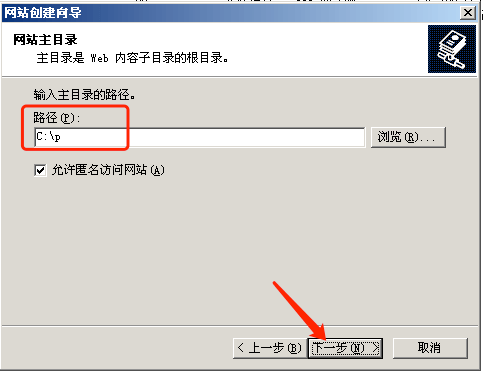 网站创建向导
网站主目录
主目录是 Web 内容子目录的根目录。
输入主目录的路径。
路径(P):
C:\p
浏览(R)...
允许匿名访问网站(A)
< 上一步(B)
下一步(N) >
取消